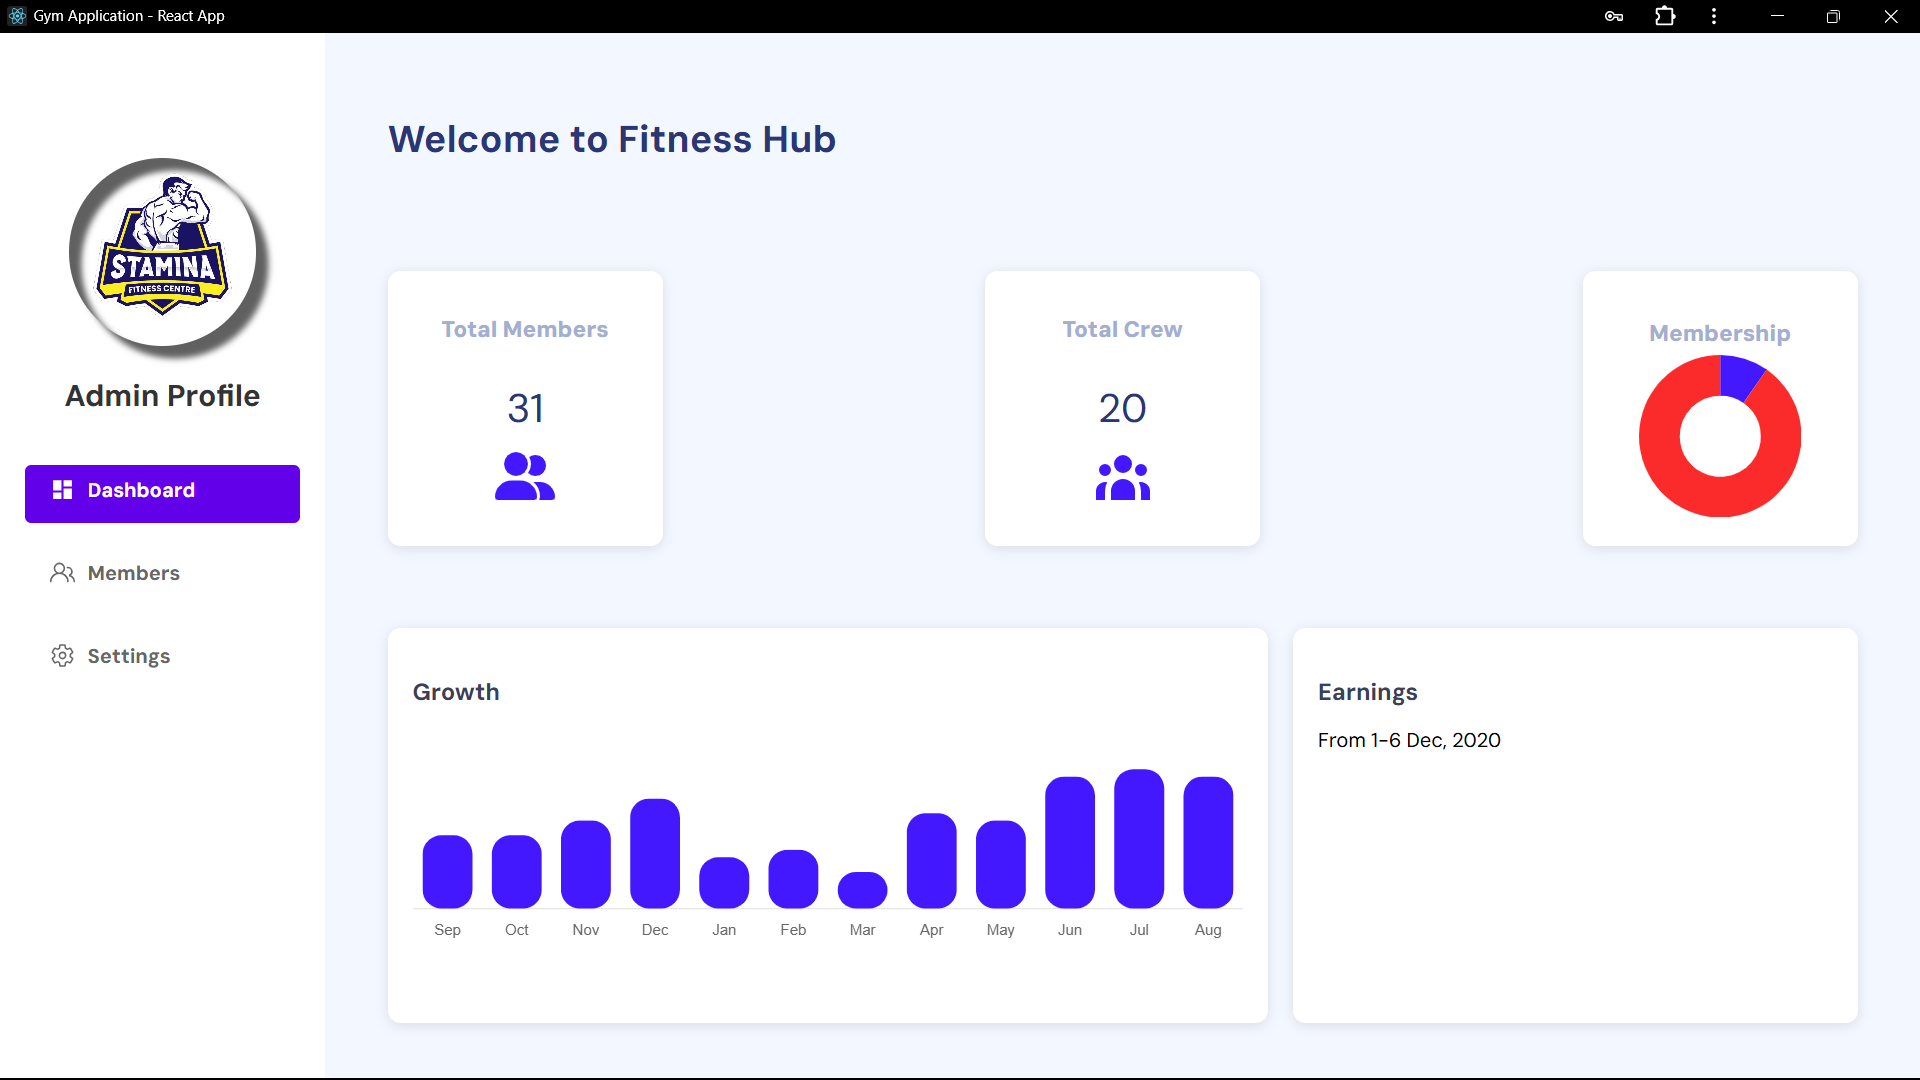 Gym Application - React App
STAMINA
FITNESS CENTRE
Admin Profile
Dashboard
Members
Settings
Welcome to Fitness Hub
Total Members
31
Total Crew
20
Membership
Growth
Sep Oct Nov Dec Jan Feb Mar Apr May Jun Jul Aug
Earnings
From 1-6 Dec, 2020